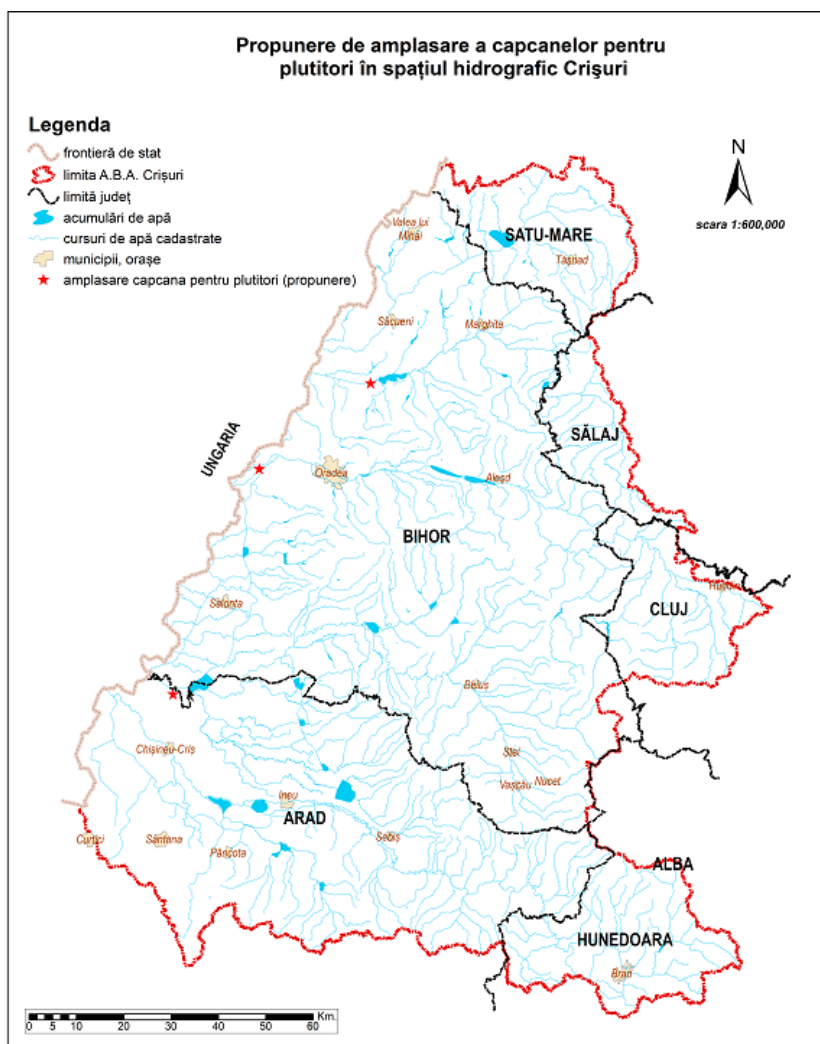 Propunere de amplasare a capcanelor pentru
plutitori în spațiul hidrografic Crişuri
Legenda
frontieră de stat
limita A.B.A. Crișuri
limită județ
acumulări de apă
cursuri de apă cadastrate
municipii, orașe
amplasare capcana pentru plutitori (propunere)
N
scara 1:600,000
Valea lui
Mihai
SATU-MARE
Tășnad
Săcueni
Marghita
SĂLAJ
UNGARIA
Oradea
Aleșd
BIHOR
CLUJ
Salonta
Beiuș
Chișineu-Criș
Ștei
Vașcău
Nucet
Ineu
ARAD
Curtici
Sântana
Pâncota
Sebiș
ALBA
HUNEDOARA
Brad
Km.
0 5 10 20 30 40 50 60